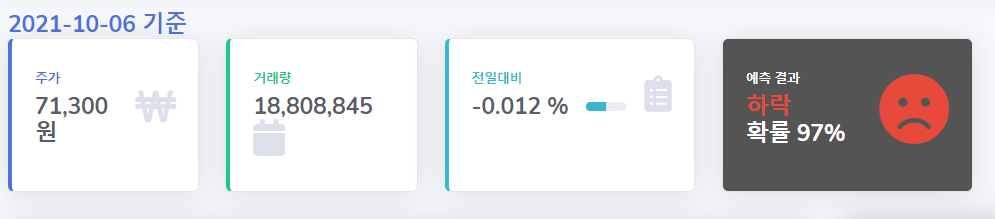 2021-10-06 기준
주가
71,300
원
거래량
18,808,845
전일대비
-0.012 %
예측 결과
하락
확률 97%